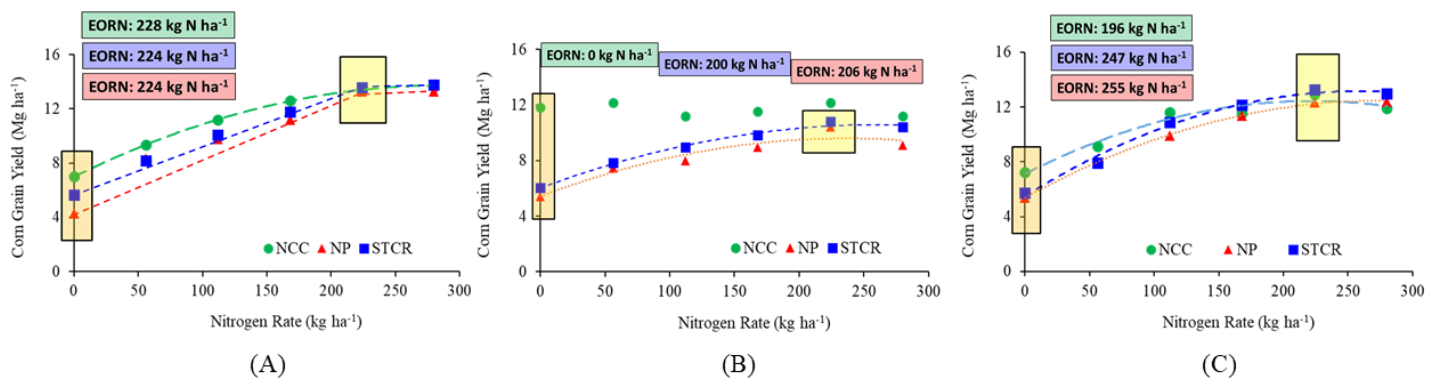 EORN: 228 kg N ha⁻¹
EORN: 224 kg N ha⁻¹
EORN: 224 kg N ha⁻¹
Corn Grain Yield (Mg ha⁻¹)
16
12
8
4
0
NCC NP STCR
0 50 100 150 200 250 300
Nitrogen Rate (kg ha⁻¹)
(A)
EORN: 0 kg N ha⁻¹
EORN: 200 kg N ha⁻¹
EORN: 206 kg N ha⁻¹
Corn Grain Yield (Mg ha⁻¹)
16
12
8
4
0
NCC NP STCR
0 50 100 150 200 250 300
Nitrogen Rate (kg ha⁻¹)
(B)
EORN: 196 kg N ha⁻¹
EORN: 247 kg N ha⁻¹
EORN: 255 kg N ha⁻¹
Corn Grain Yield (Mg ha⁻¹)
16
12
8
4
0
NCC NP STCR
0 50 100 150 200 250 300
Nitrogen Rate (kg ha⁻¹)
(C)